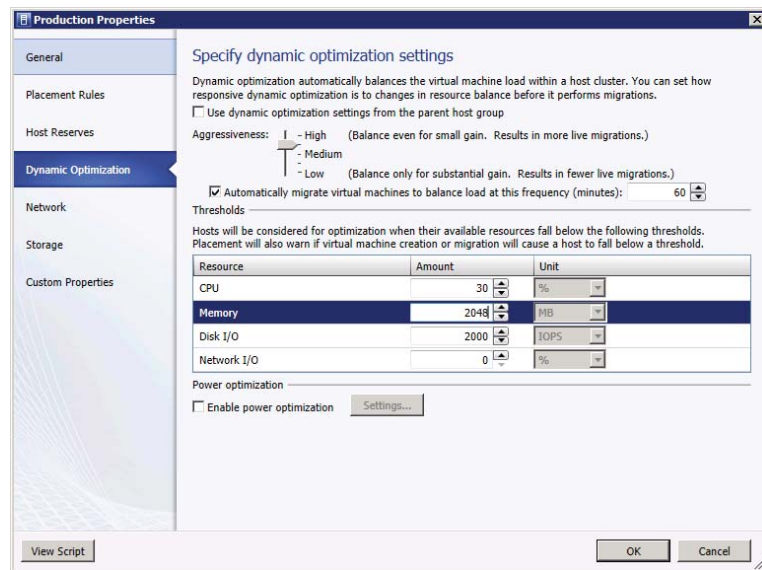 Production Properties
General
Placement Rules
Host Reserves
Dynamic Optimization
Network
Storage
Custom Properties
Specify dynamic optimization settings
Dynamic optimization automatically balances the virtual machine load within a host cluster. You can set how
responsive dynamic optimization is to changes in resource balance before it performs migrations.
Use dynamic optimization settings from the parent host group
Aggressiveness: - High (Balance even for small gain. Results in more live migrations.)
- Medium
- Low (Balance only for substantial gain. Results in fewer live migrations.)
Automatically migrate virtual machines to balance load at this frequency (minutes): 60
Thresholds
Hosts will be considered for optimization when their available resources fall below the following thresholds.
Placement will also warn if virtual machine creation or migration will cause a host to fall below a threshold.
Resource Amount Unit
CPU 30 %
Memory 2048 MB
Disk I/O 2000 IOPS
Network I/O 0 %
Power optimization
Enable power optimization Settings...
View Script OK Cancel